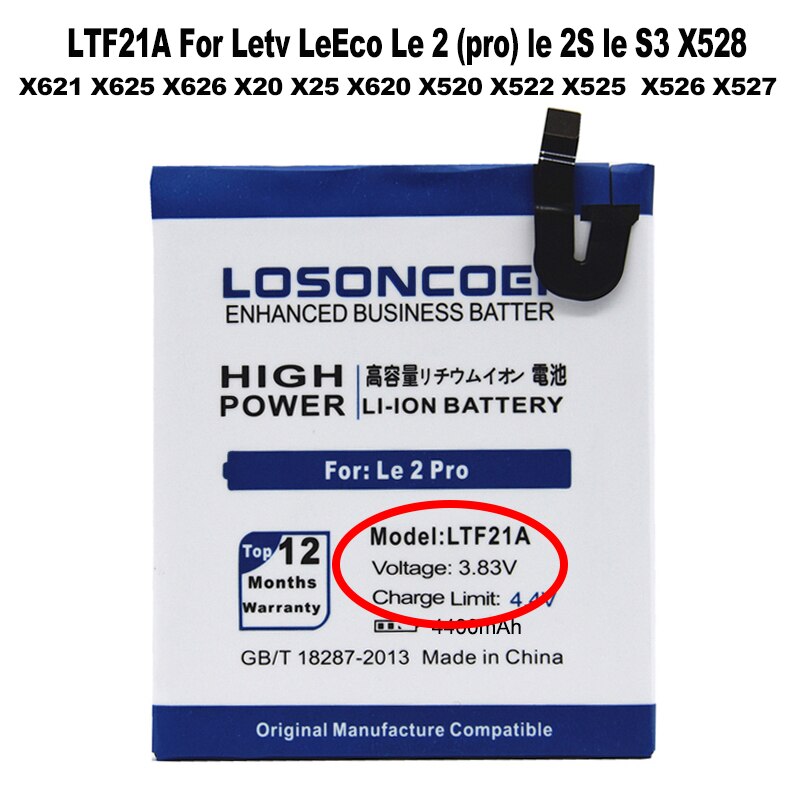 LTF21A For Letv LeEco Le 2 (pro) le 2S le S3 X528
X621 X625 X626 X20 X25 X620 X520 X522 X525 X526 X527
ENHANCED BUSINESS BATTER
HIGH POWER
高容量リチウムイオン 電池
LI-ION BATTERY
For: Le 2 Pro
Top 12
Months
Warranty
Model:LTF21A
Voltage: 3.83V
Charge Limit: 4.4V
4400mAh
GB/T 18287-2013 Made in China
Original Manufacture Compatible